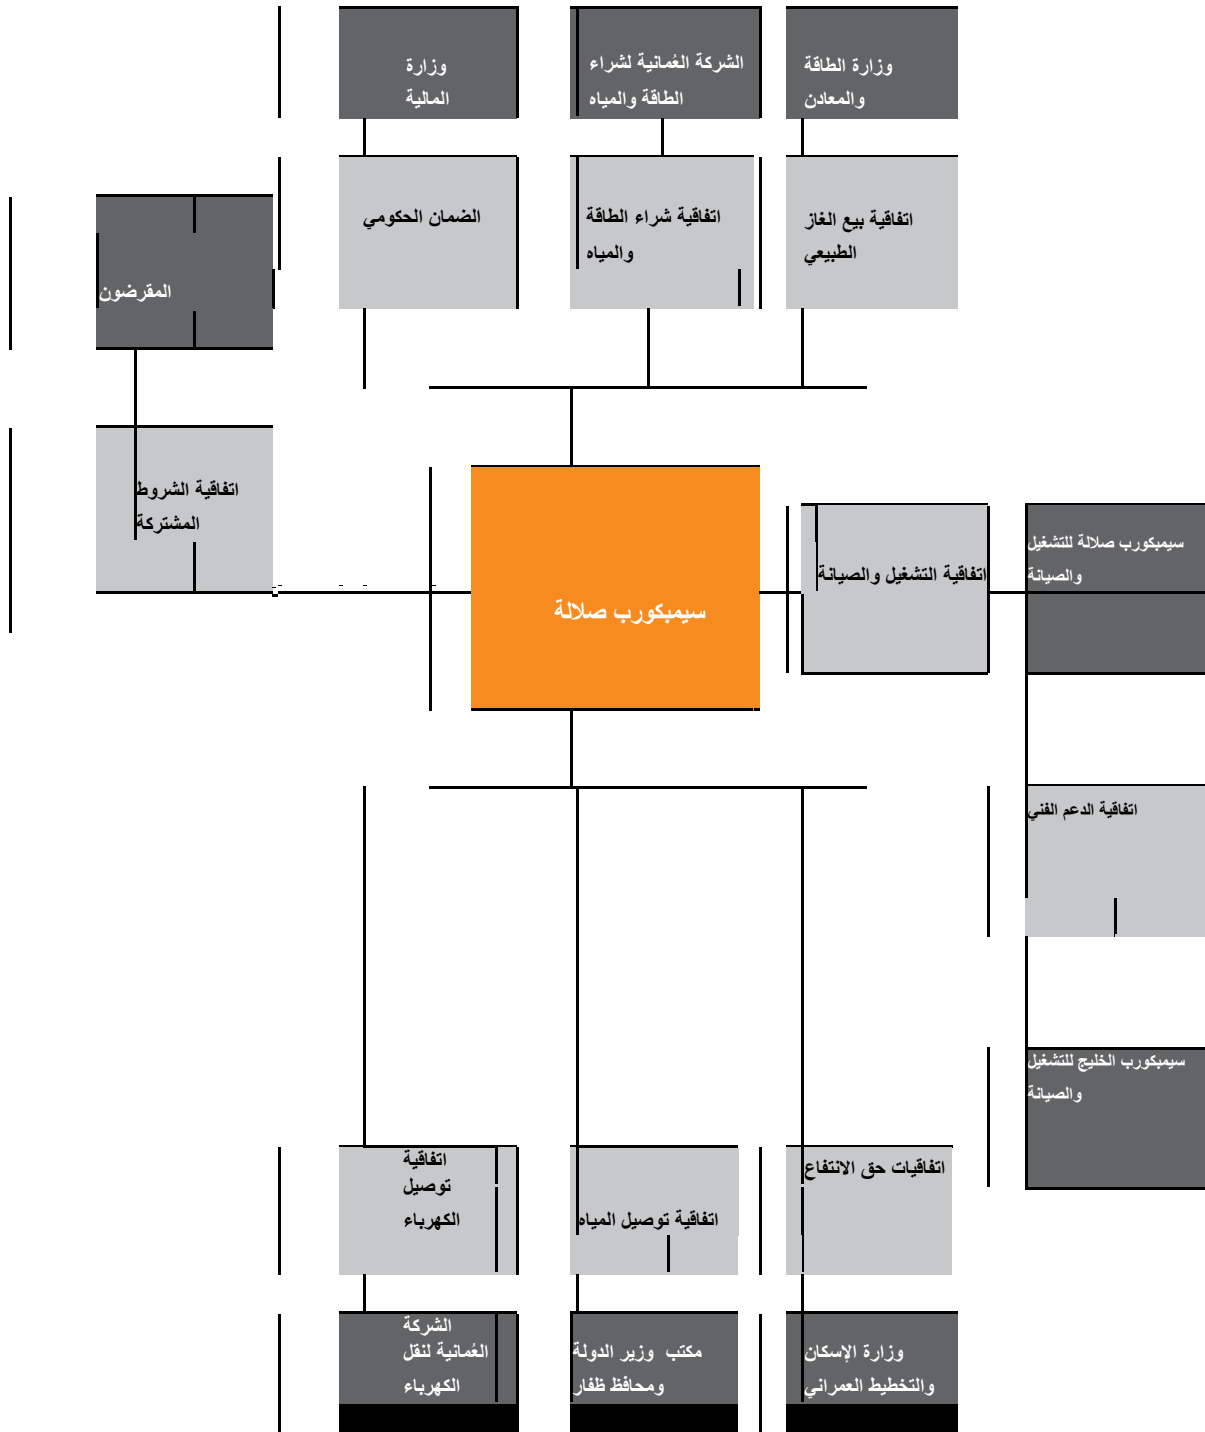 وزارة الطاقة
والمعادن
الشركة العُمانية لشراء
الطاقة والمياه
وزارة
المالية
اتفاقية بيع الغاز
الطبيعي
اتفاقية شراء الطاقة
والمياه
الضمان الحكومي
المقرضون
اتفاقية الشروط
المشتركة
سيمبكورب صلالة
اتفاقية التشغيل والصيانة
سيمبكورب صلالة للتشغيل
والصيانة
اتفاقية الدعم الفني
سيمبكورب الخليج للتشغيل
والصيانة
اتفاقيات حق الانتفاع
اتفاقية توصيل المياه
اتفاقية
توصيل
الكهرباء
وزارة الإسكان
والتخطيط العمراني
مكتب وزير الدولة
ومحافظ ظفار
الشركة
العُمانية لنقل
الكهرباء